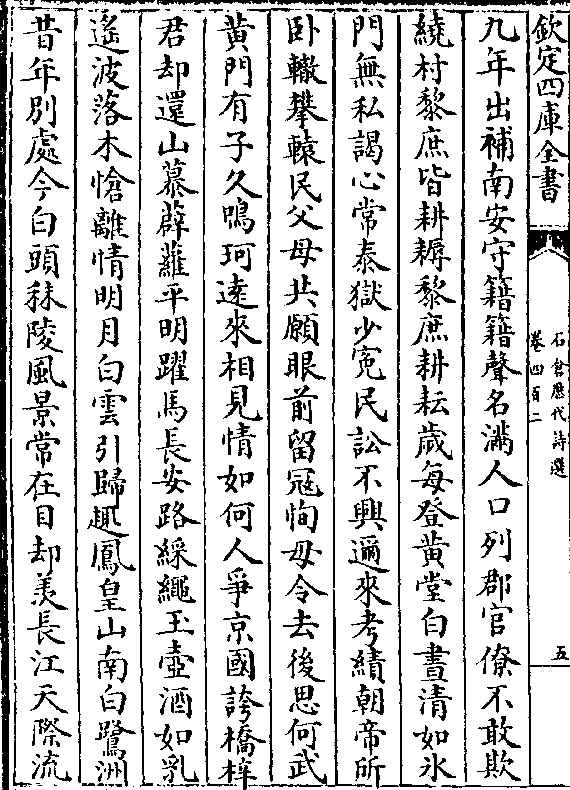 欽定四庫全書
石倉歷代詩選
卷四百二
五
九年出補南安守籍籍聲名滿人口列郡官僚不敢欺
繞村黎庶皆耕耨黎庶耕耘歲每登黃堂白晝清如氷
門無私謁心常泰獄少寃民訟不興邇來考績朝帝所
卧轍攀轅民父母共願眼前留冦恂毋令去後思何武
黃門有子久鳴珂逺來相見情如何人爭京國誇橋梓
君却還山慕薜蘿平明躍馬長安路綵繩玉壺酒如乳
遙波落木愴離情明月白雲引歸趣鳳皇山南白鷺洲
昔年別處今白頭秣陵風景常在目却羨長江天際流